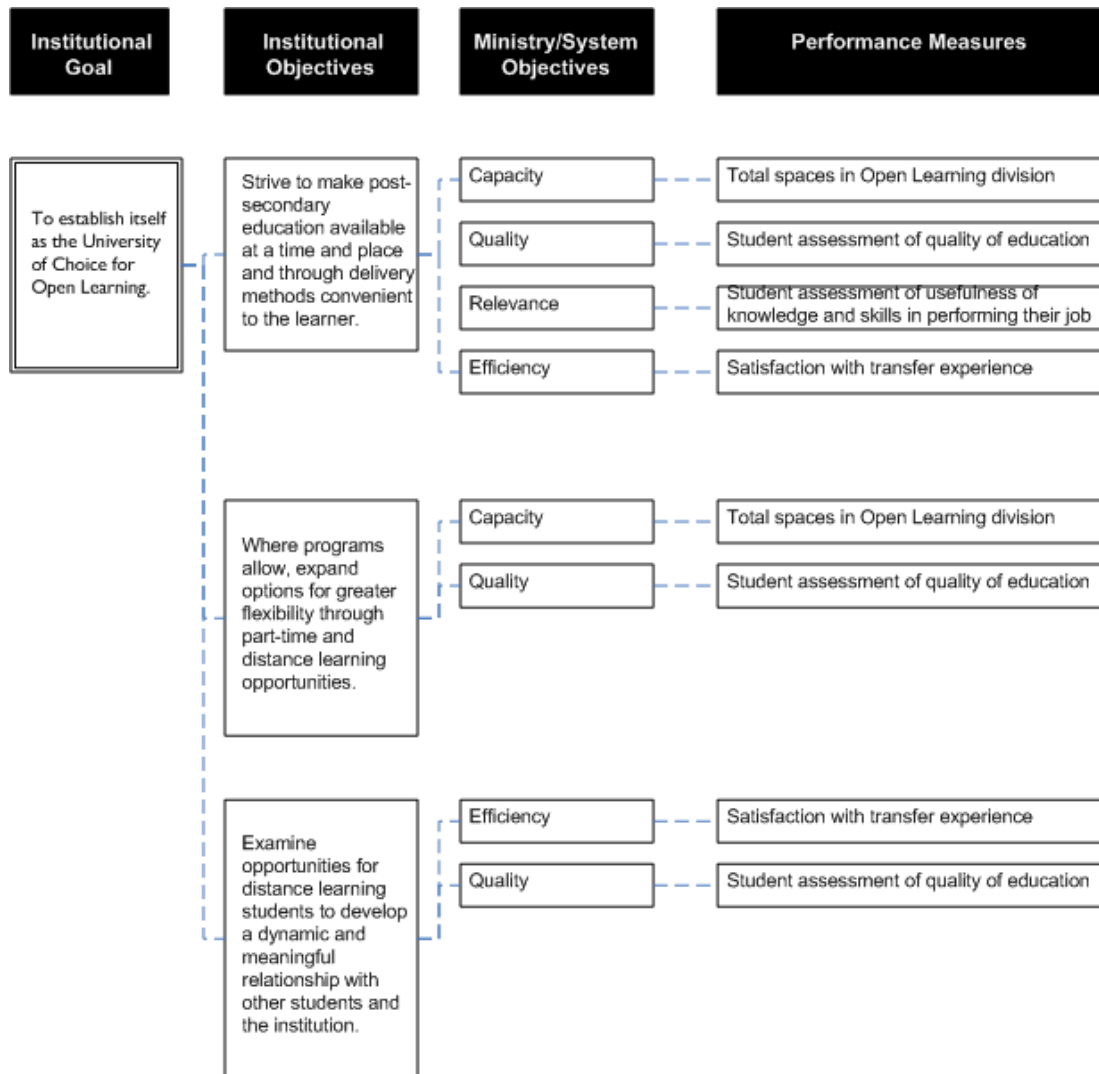 Institutional
Goal
Institutional
Objectives
Ministry/System
Objectives
Performance Measures
To establish itself
as the University
of Choice for
Open Learning.
Strive to make post-
secondary
education available
at a time and place
and through delivery
methods convenient
to the learner.
Capacity
Total spaces in Open Learning division
Quality
Student assessment of quality of education
Relevance
Student assessment of usefulness of
knowledge and skills in performing their job
Efficiency
Satisfaction with transfer experience
Where programs
allow, expand
options for greater
flexibility through
part-time and
distance learning
opportunities.
Capacity
Total spaces in Open Learning division
Quality
Student assessment of quality of education
Examine
opportunities for
distance learning
students to develop
a dynamic and
meaningful
relationship with
other students and
the institution.
Efficiency
Satisfaction with transfer experience
Quality
Student assessment of quality of education